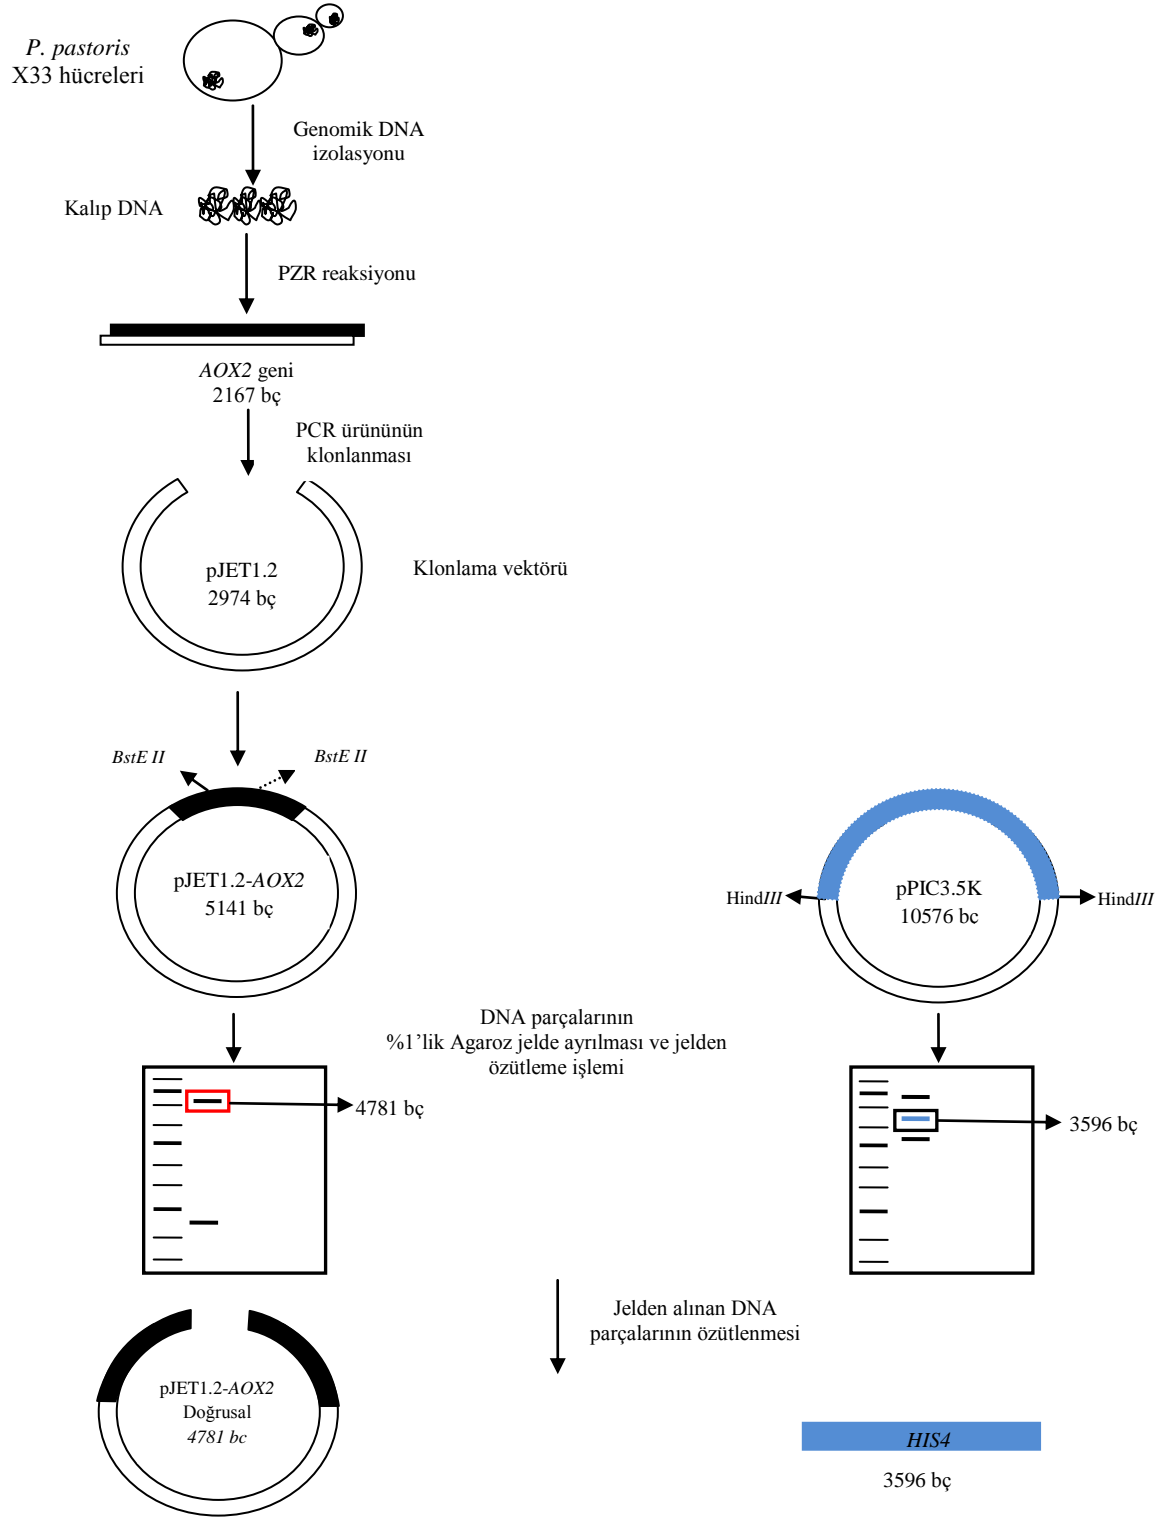 P. pastoris
X33 hücreleri
Genomik DNA
izolasyonu
Kalıp DNA
PZR reaksiyonu
AOX2 geni
2167 bç
PCR ürününün
klonlanması
pJET1.2
2974 bç
Klonlama vektörü
BstE II
BstE II
pJET1.2-AOX2
5141 bç
HindIII
pPIC3.5K
10576 bc
HindIII
DNA parçalarının
%1’lik Agaroz jelde ayrılması ve jelden
özütleme işlemi
4781 bç
3596 bç
Jelden alınan DNA
parçalarının özütlenmesi
pJET1.2-AOX2
Doğrusal
4781 bc
HIS4
3596 bç